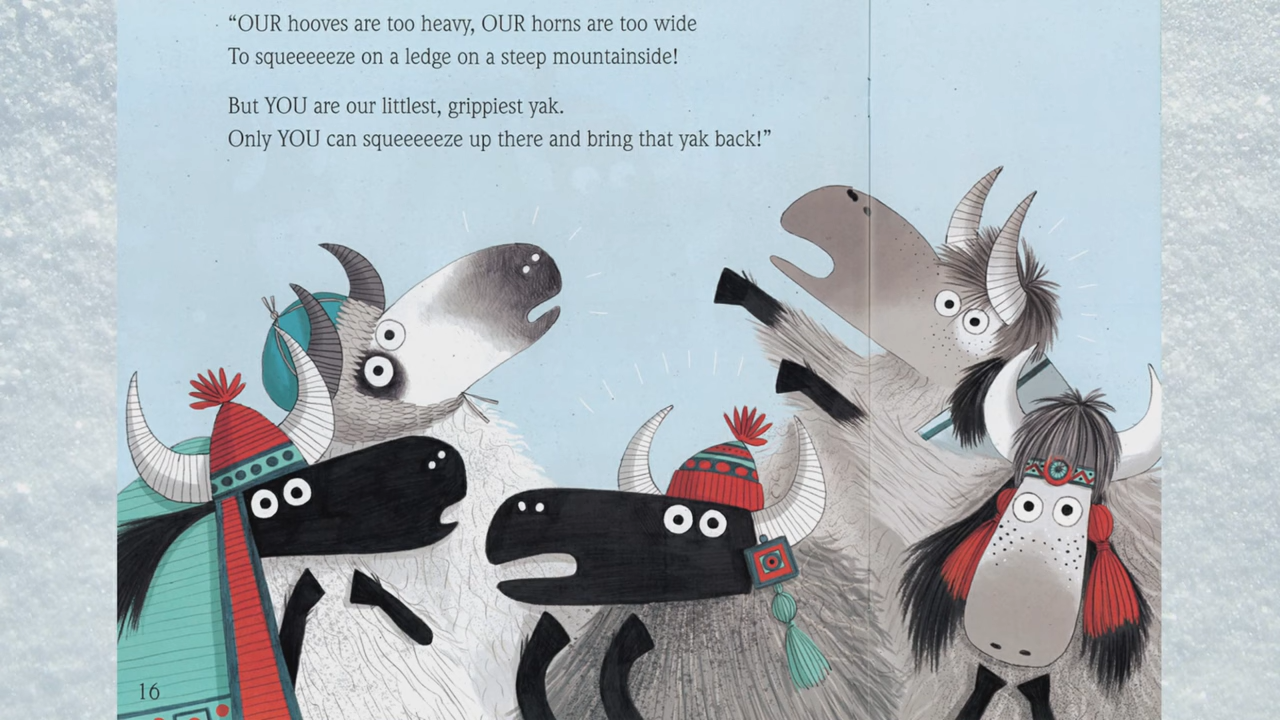 “OUR hooves are too heavy, OUR horns are too wide
To squeeeeeze on a ledge on a steep mountainside!
But YOU are our littlest, grippiest yak.
Only YOU can squeeeeeze up there and bring that yak back!”
16